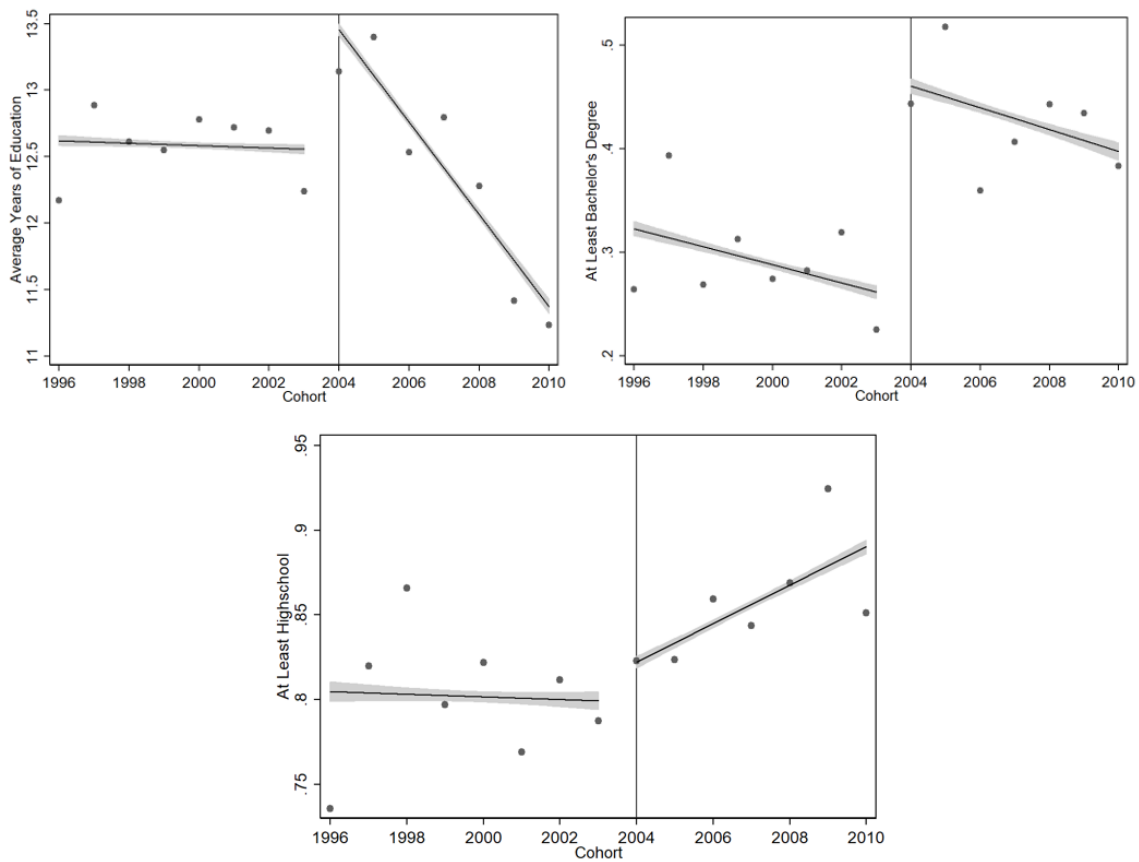 Average Years of Education
13.5
13
12.5
12
11.5
11
1996 1998 2000 2002 2004 2006 2008 2010
Cohort
At Least Bachelor's Degree
.5
.4
.3
.2
1996 1998 2000 2002 2004 2006 2008 2010
Cohort
At Least Highschool
.95
.9
.85
.8
.75
1996 1998 2000 2002 2004 2006 2008 2010
Cohort